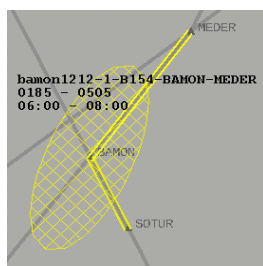 MEDER
bamon1212-1-B154-BAMON-MEDER
0185 - 0505
06:00 - 08:00
BAMON
SOTUR